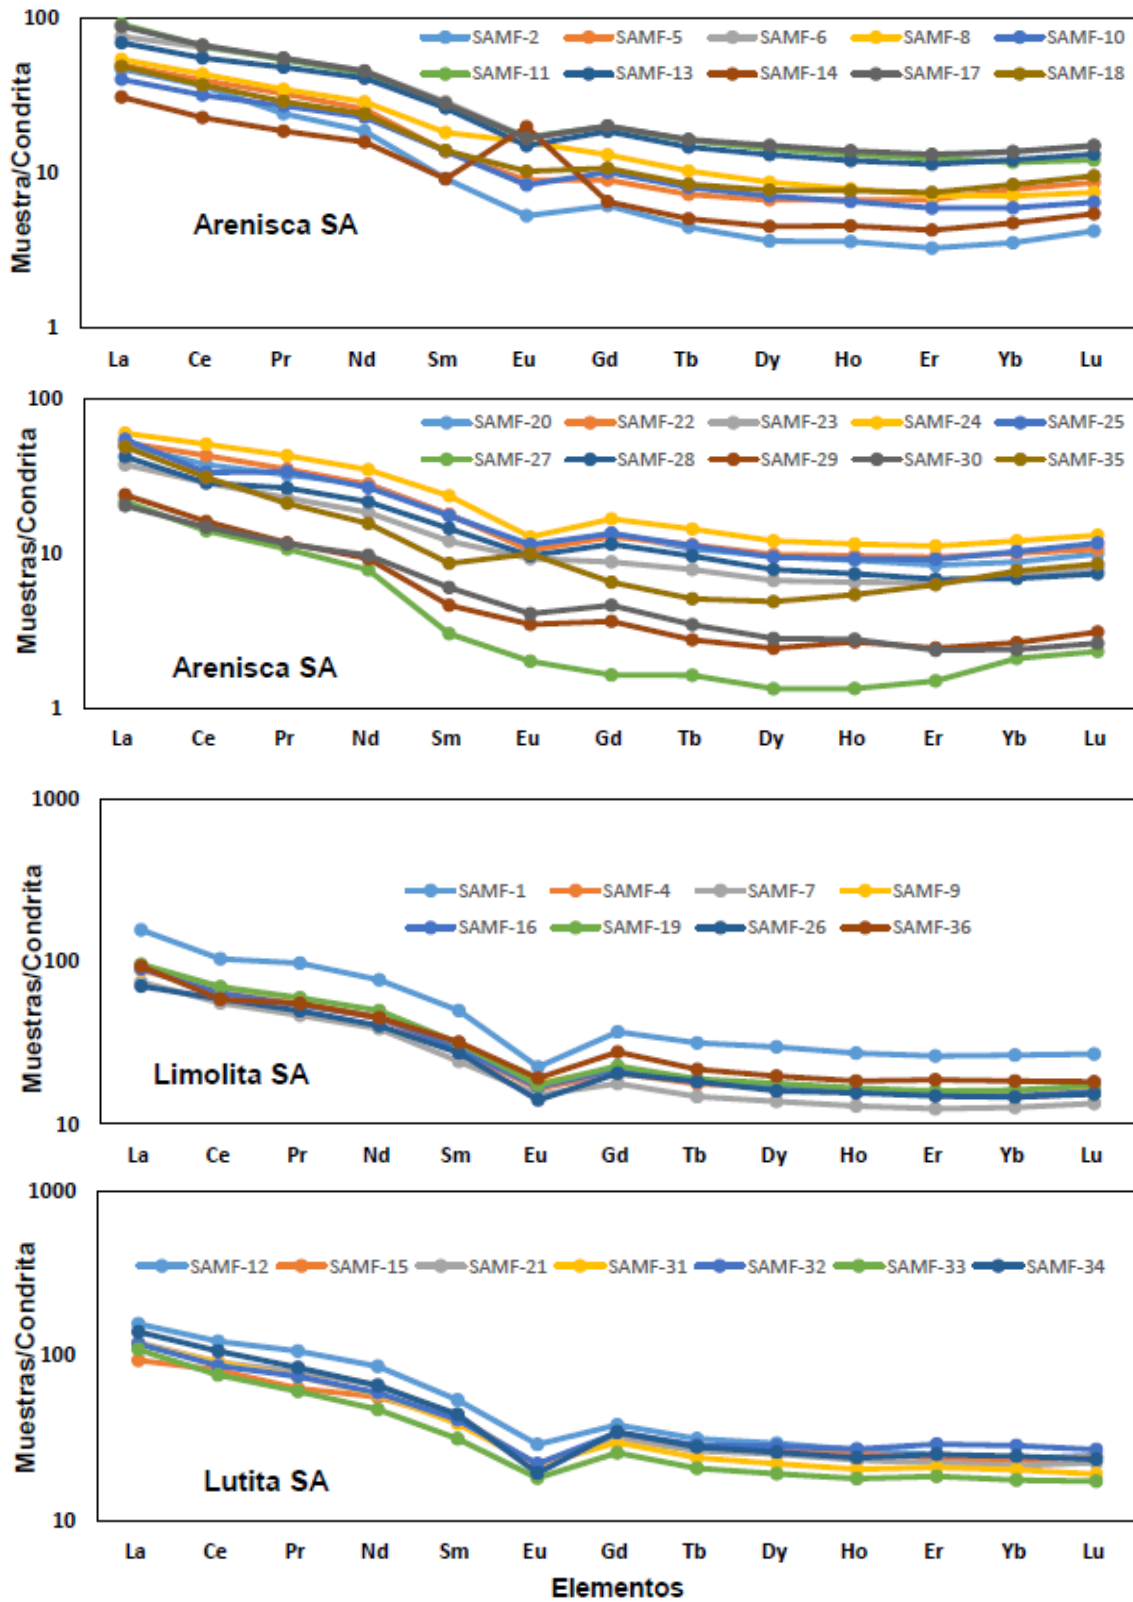 100
SAMF-2 SAMF-5 SAMF-6 SAMF-8 SAMF-10
SAMF-11 SAMF-13 SAMF-14 SAMF-17 SAMF-18
10
Muestra/Condrita
Arenisca SA
1
La Ce Pr Nd Sm Eu Gd Tb Dy Ho Er Yb Lu
100
SAMF-20 SAMF-22 SAMF-23 SAMF-24 SAMF-25
SAMF-27 SAMF-28 SAMF-29 SAMF-30 SAMF-35
10
Muestras/Condrita
Arenisca SA
1
La Ce Pr Nd Sm Eu Gd Tb Dy Ho Er Yb Lu
1000
SAMF-1 SAMF-4 SAMF-7 SAMF-9
SAMF-16 SAMF-19 SAMF-26 SAMF-36
100
Muestras/Condrita
Limolita SA
10
La Ce Pr Nd Sm Eu Gd Tb Dy Ho Er Yb Lu
1000
SAMF-12 SAMF-15 SAMF-21 SAMF-31 SAMF-32 SAMF-33 SAMF-34
100
Muestras/Condrita
Lutita SA
10
La Ce Pr Nd Sm Eu Gd Tb Dy Ho Er Yb Lu
Elementos